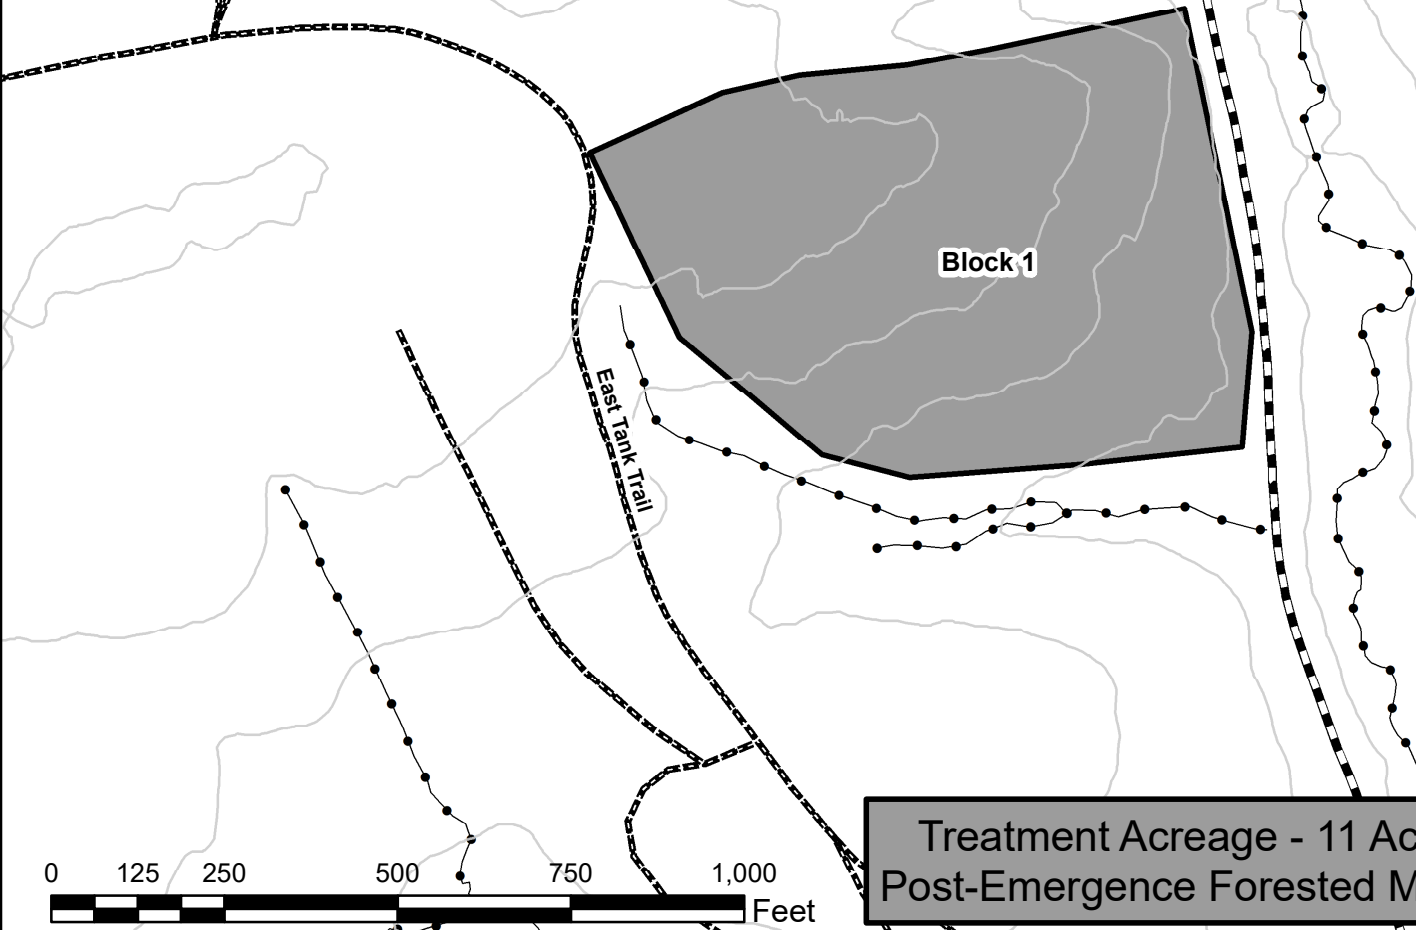 Block 1
East Tank Trail
Treatment Acreage - 11 Ac
Post-Emergence Forested M
0 125 250 500 750 1,000
Feet